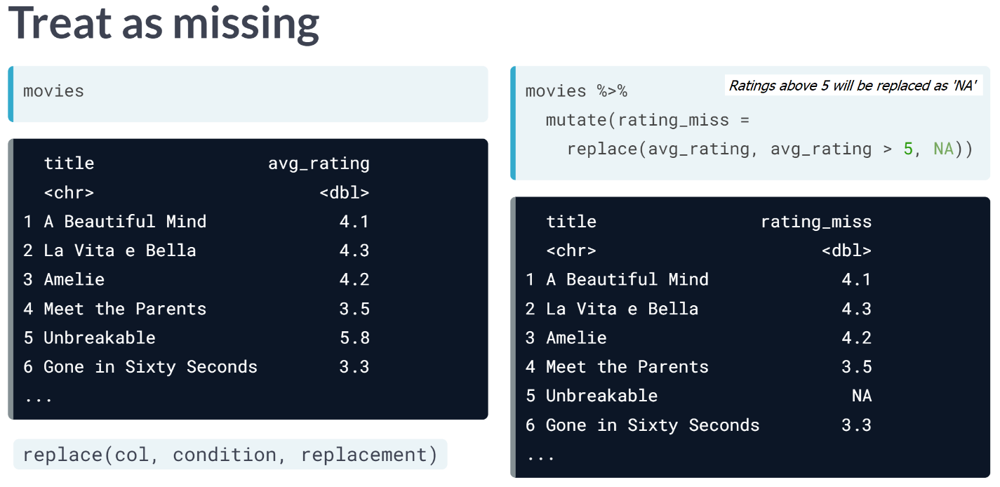 Treat as missing
movies
title avg_rating
<chr> <dbl>
1 A Beautiful Mind 4.1
2 La Vita e Bella 4.3
3 Amelie 4.2
4 Meet the Parents 3.5
5 Unbreakable 5.8
6 Gone in Sixty Seconds 3.3
...
replace(col, condition, replacement)
movies %>%
Ratings above 5 will be replaced as 'NA'
mutate(rating_miss =
replace(avg_rating, avg_rating > 5, NA))
title rating_miss
<chr> <dbl>
1 A Beautiful Mind 4.1
2 La Vita e Bella 4.3
3 Amelie 4.2
4 Meet the Parents 3.5
5 Unbreakable NA
6 Gone in Sixty Seconds 3.3
...